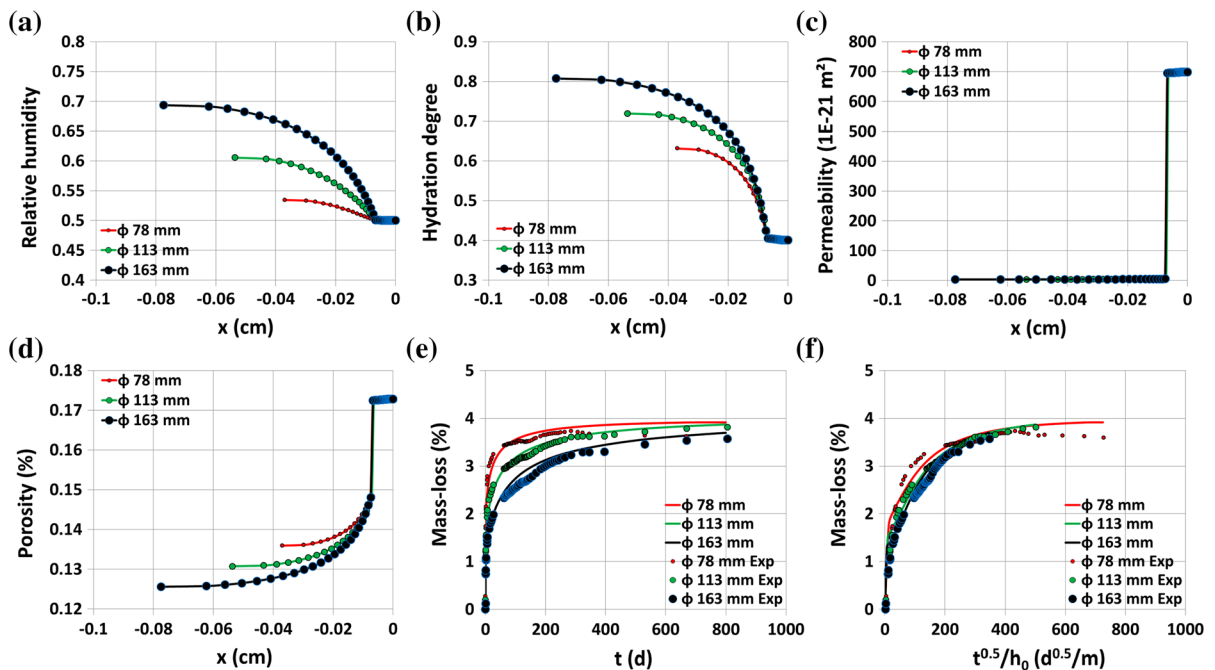 (a)
0.8
0.75
0.7
0.65
0.6
0.55
0.5
0.45
0.4
Relative humidity
ϕ 78 mm
ϕ 113 mm
ϕ 163 mm
-0.1 -0.08 -0.06 -0.04 -0.02 0
x (cm)
(b)
0.9
0.8
0.7
0.6
0.5
0.4
0.3
Hydration degree
ϕ 78 mm
ϕ 113 mm
ϕ 163 mm
-0.1 -0.08 -0.06 -0.04 -0.02 0
x (cm)
(c)
800
700
600
500
400
300
200
100
0
Permeability (1E-21 m²)
ϕ 78 mm
ϕ 113 mm
ϕ 163 mm
-0.1 -0.08 -0.06 -0.04 -0.02 0
x (cm)
(d)
0.18
0.17
0.16
0.15
0.14
0.13
0.12
Porosity (%)
ϕ 78 mm
ϕ 113 mm
ϕ 163 mm
-0.1 -0.08 -0.06 -0.04 -0.02 0
x (cm)
(e)
5
4
3
2
1
0
Mass-loss (%)
ϕ 78 mm
ϕ 113 mm
ϕ 163 mm
ϕ 78 mm Exp
ϕ 113 mm Exp
ϕ 163 mm Exp
0 200 400 600 800 1000
t (d)
(f)
5
4
3
2
1
0
Mass-loss (%)
ϕ 78 mm
ϕ 113 mm
ϕ 163 mm
ϕ 78 mm Exp
ϕ 113 mm Exp
ϕ 163 mm Exp
0 200 400 600 800 1000
t^0.5/h₀ (d^0.5/m)